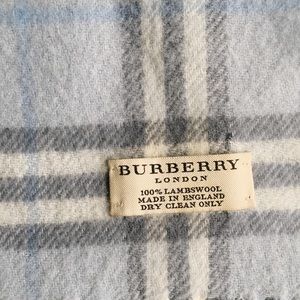 BURBERRY
LONDON
100% LAMBSWOOL
MADE IN ENGLAND
DRY CLEAN ONLY